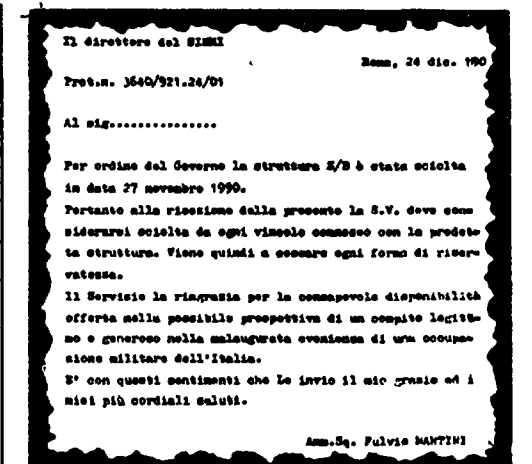 Il direttore del SISMI
Roma, 24 dic. 190
Prot.n. 3640/921.24/01
Al sig...............
Per ordine del Governo la struttura S/B è stata sciolta
in data 27 novembre 1990.
Pertanto alla ricezione della presente la S.V. deve con=
siderarsi sciolta da ogni vincolo connesso con la predet=
ta struttura. Viene quindi a cessare ogni forma di riser=
vatezza.
Il Servizio la ringrazia per la consapevole disponibilità
offerta nella possibile prospettiva di un compito legitti=
mo e generoso nella malaugurata evenienza di una occupa=
zione militare dell'Italia.
E' con questi sentimenti che Le invio il mio grazie ed i
miei più cordiali saluti.
Amm.Sq. Fulvio MARTINI